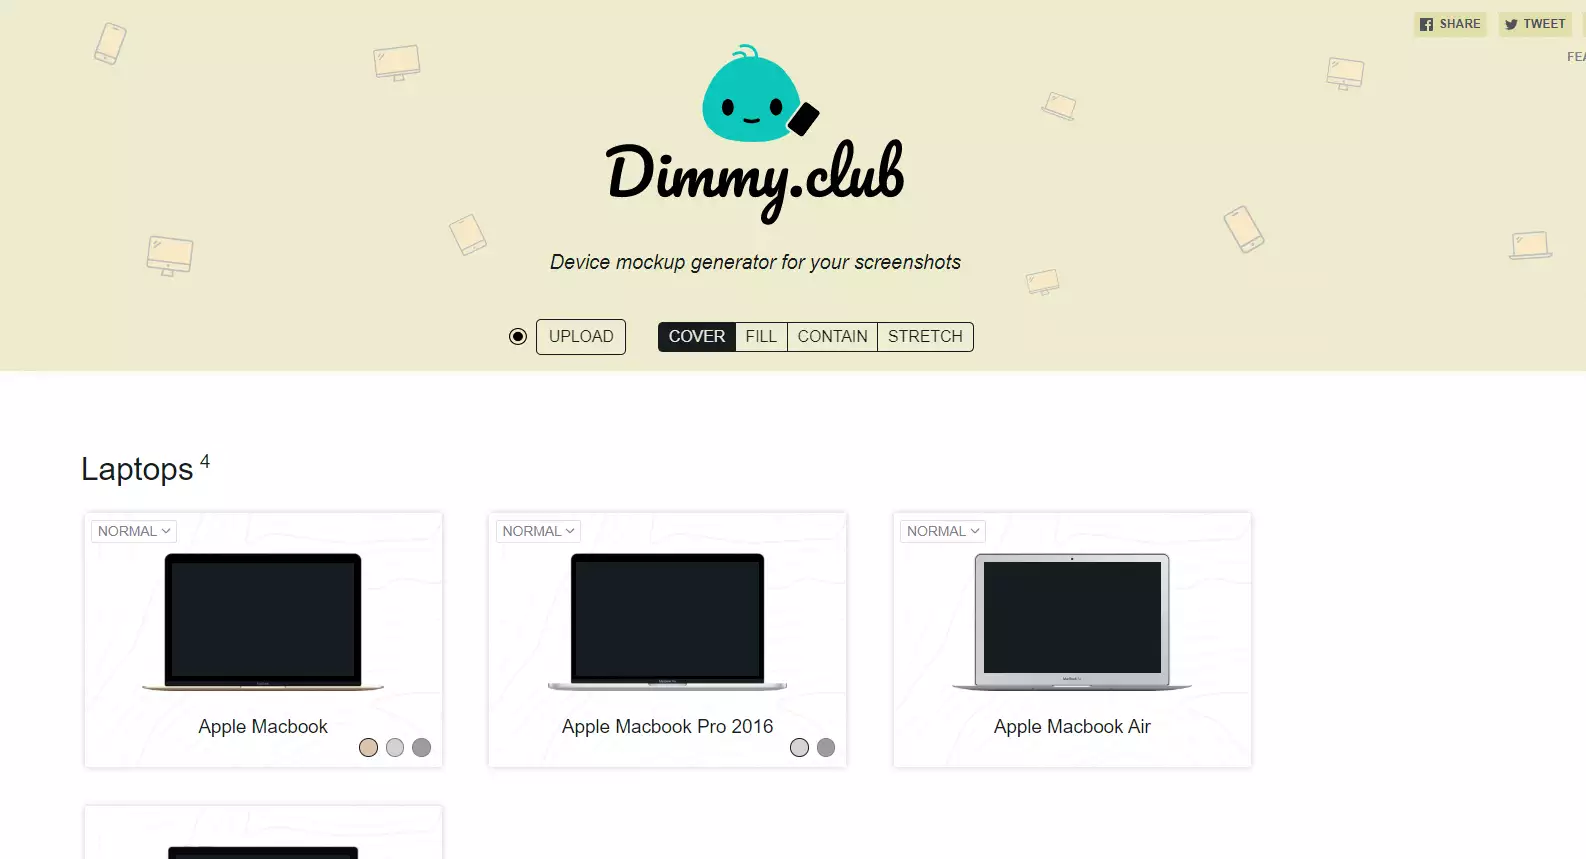 SHARE TWEET
FEA
Dimmy.club
Device mockup generator for your screenshots
UPLOAD COVER FILL CONTAIN STRETCH
Laptops 4
NORMAL NORMAL NORMAL
Apple Macbook Apple Macbook Pro 2016 Apple Macbook Air